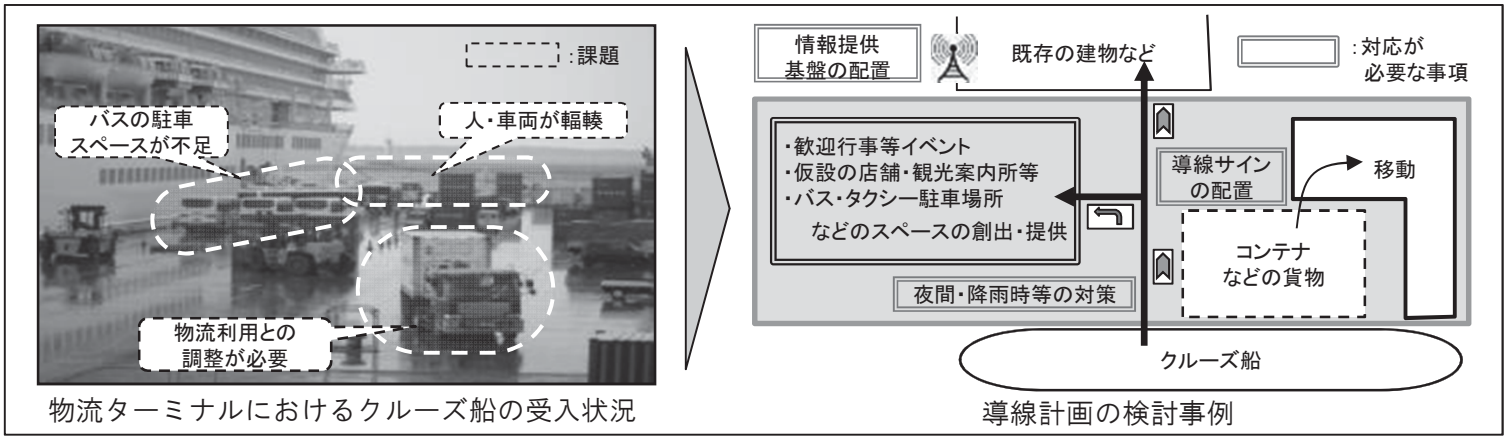 :課題
バスの駐車
スペースが不足
人・車両が輻輳
物流利用との
調整が必要
物流ターミナルにおけるクルーズ船の受入状況
情報提供
基盤の配置
既存の建物など
:対応が
必要な事項
・歓迎行事等イベント
・仮設の店舗・観光案内所等
・バス・タクシー駐車場所
などのスペースの創出・提供
導線サイン
の配置
移動
コンテナ
などの貨物
夜間・降雨時等の対策
クルーズ船
導線計画の検討事例